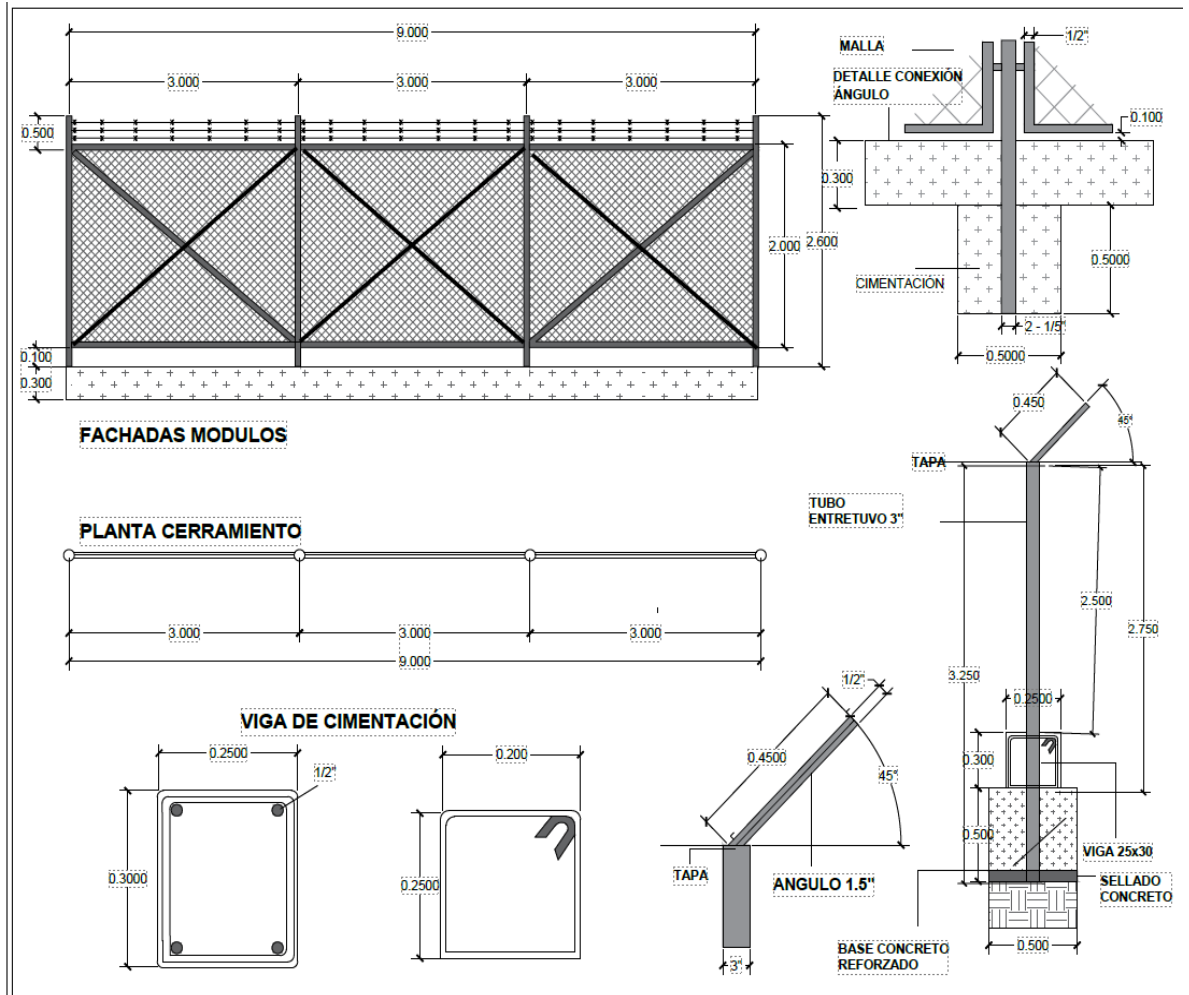 9.000
3.000
3.000
3.000
0.500
2.000
2.600
0.100
0.300
FACHADAS MODULOS
MALLA
DETALLE CONEXIÓN
ÁNGULO
1/2"
0.100
0.300
0.5000
CIMENTACIÓN
2 - 1/5"
0.5000
PLANTA CERRAMIENTO
3.000
3.000
3.000
9.000
VIGA DE CIMENTACIÓN
0.2500
1/2"
0.3000
0.200
0.2500
1/2"
0.4500
45°
TAPA
ANGULO 1.5"
3"
0.450
45°
TAPA
TUBO
ENTRETUVO 3"
2.500
2.750
3.250
0.2500
0.300
0.500
VIGA 25x30
SELLADO
CONCRETO
BASE CONCRETO
REFORZADO
0.500